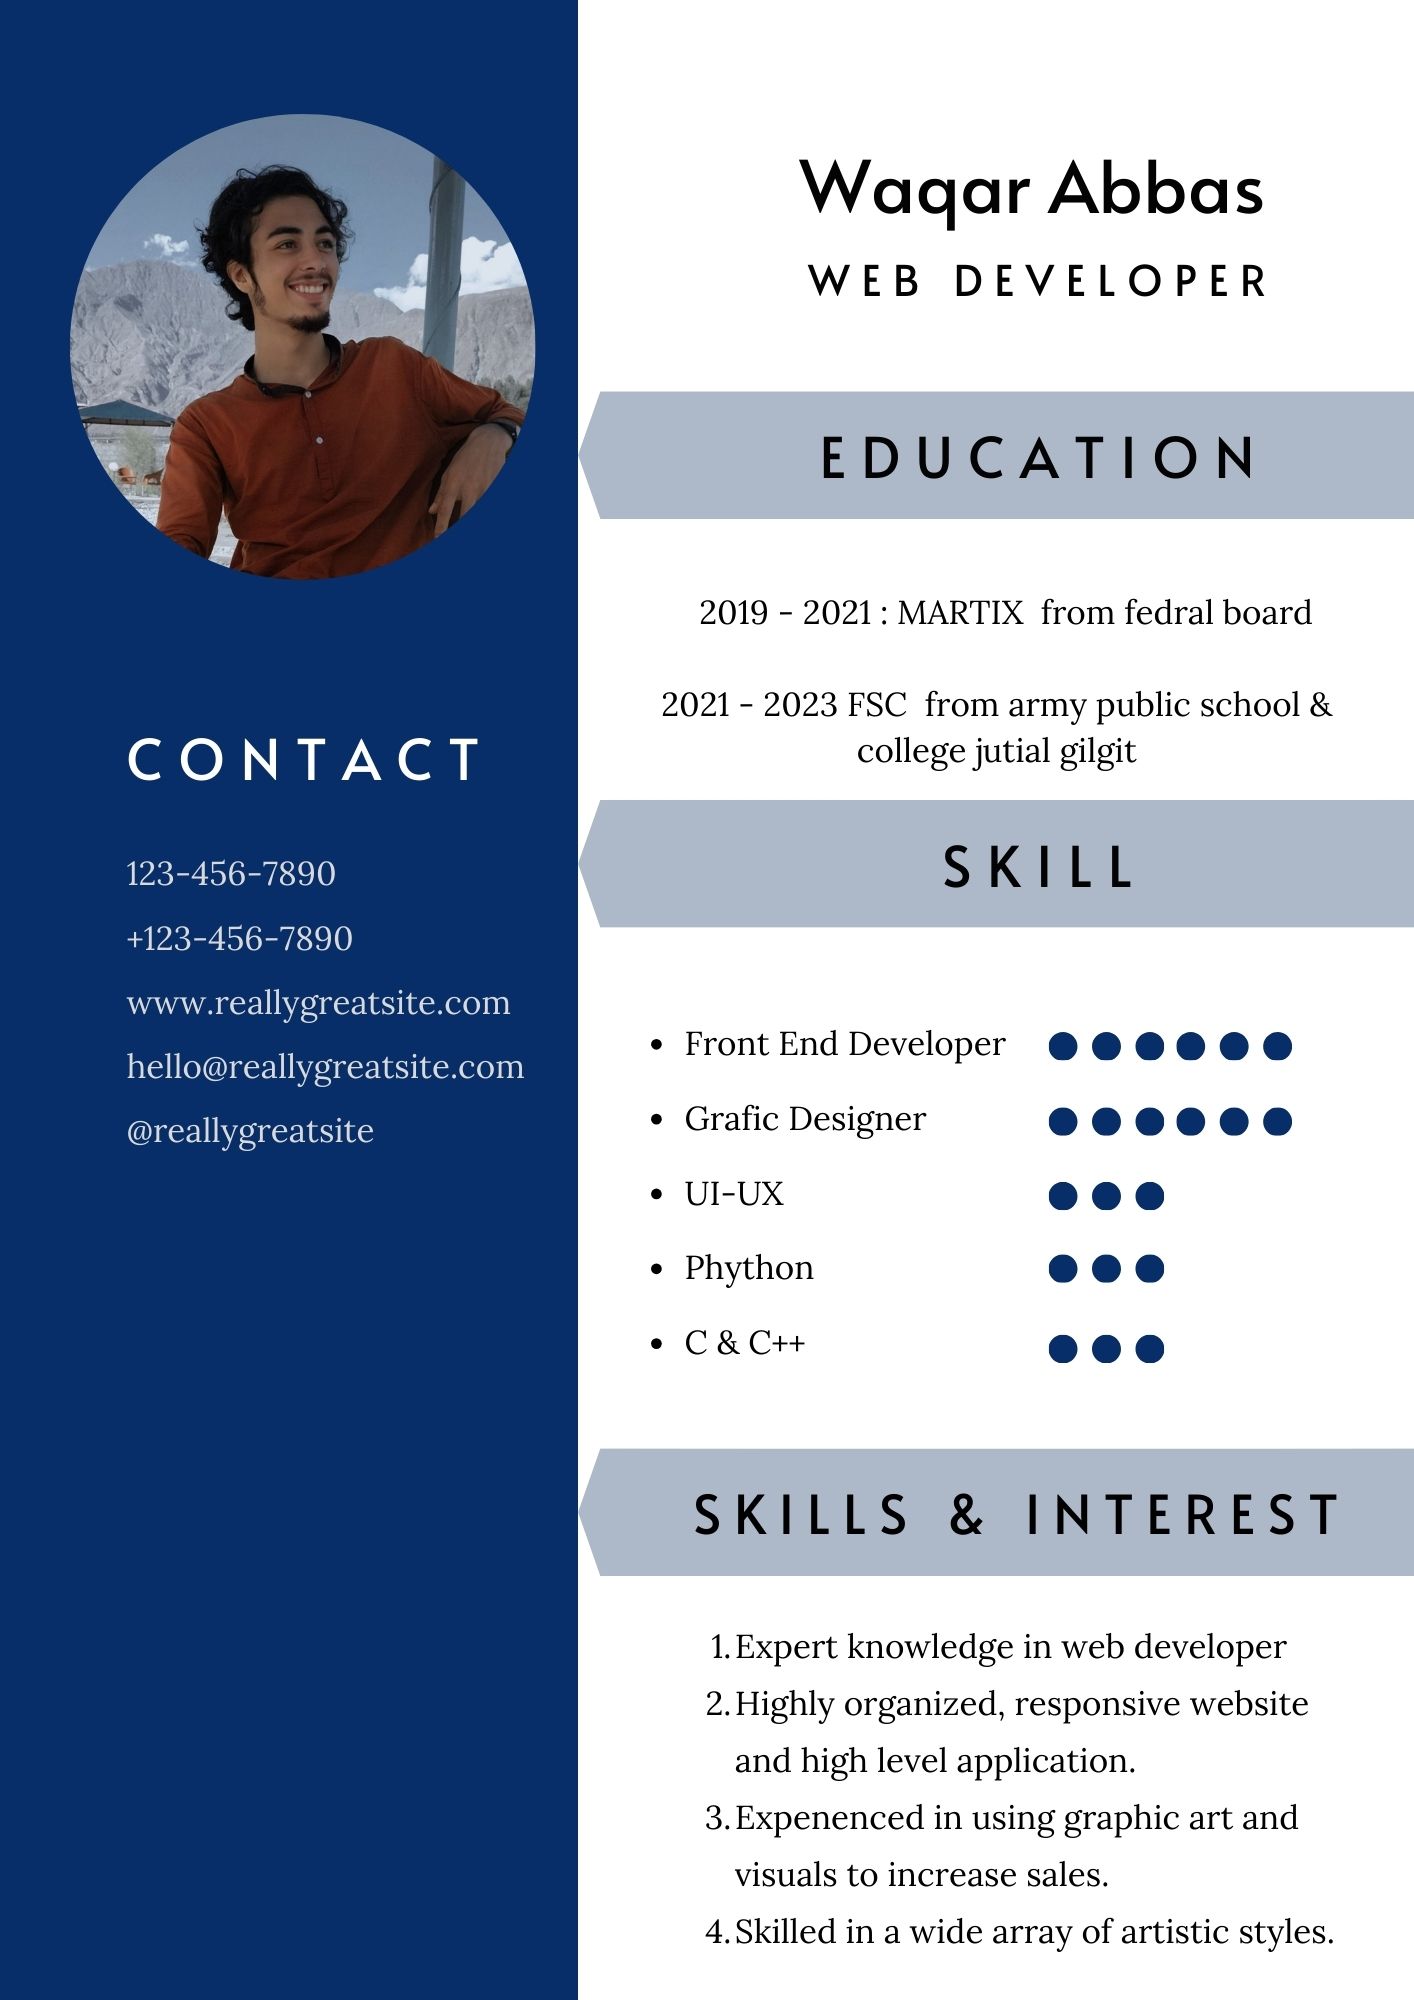 Waqar Abbas
WEB DEVELOPER
EDUCATION
2019 - 2021 : MARTIX from fedral board
2021 - 2023 FSC from army public school &
college jutial gilgit
CONTACT
123-456-7890
+123-456-7890
www.reallygreatsite.com
hello@reallygreatsite.com
@reallygreatsite
SKILL
• Front End Developer
• Grafic Designer
• UI-UX
• Phython
• C & C++
SKILLS & INTEREST
1. Expert knowledge in web developer
2. Highly organized, responsive website
and high level application.
3. Expenenced in using graphic art and
visuals to increase sales.
4. Skilled in a wide array of artistic styles.